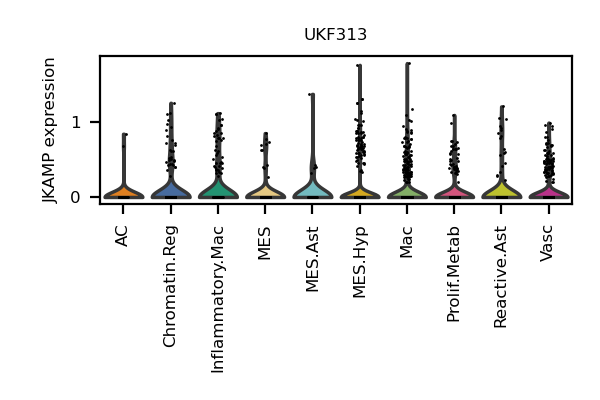 UKF313
JKAMP expression
1
0
AC
Chromatin.Reg
Inflammatory.Mac
MES
MES.Ast
MES.Hyp
Mac
Prolif.Metab
Reactive.Ast
Vasc